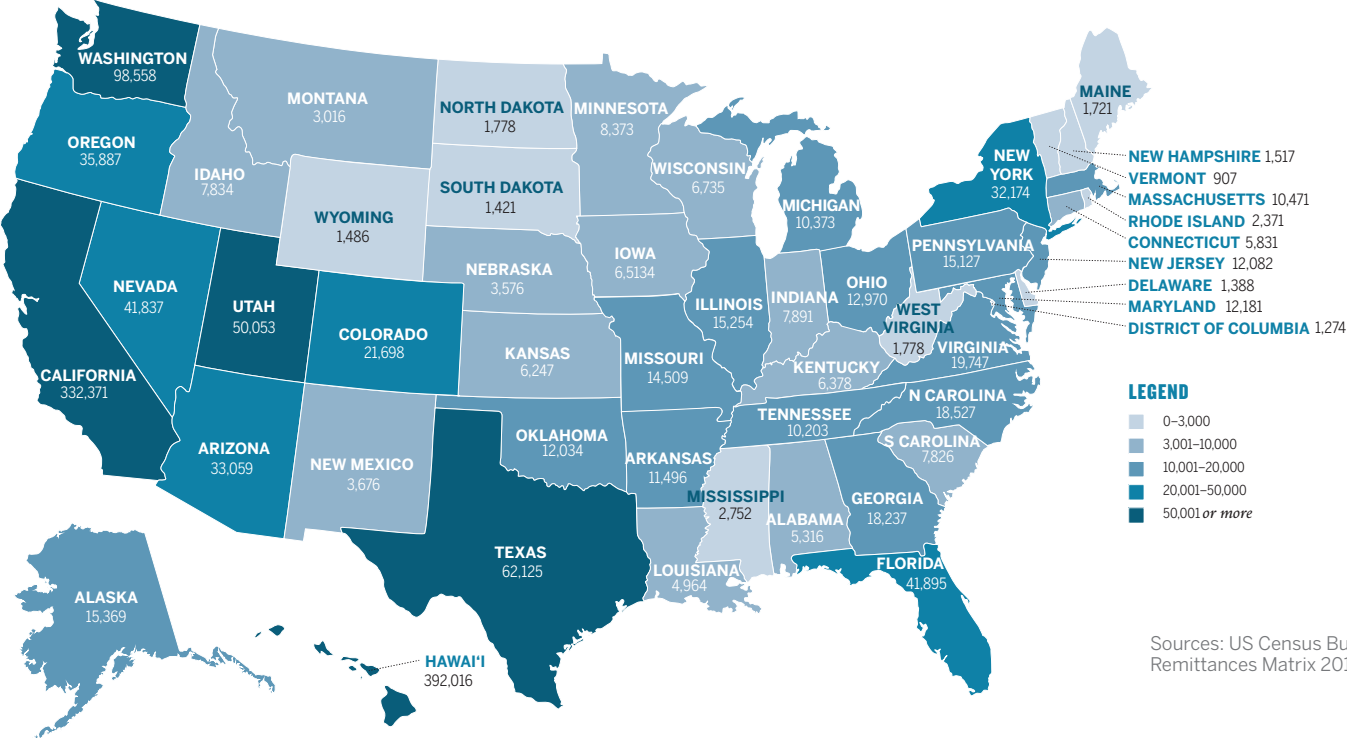 WASHINGTON
98,558
OREGON
35,887
CALIFORNIA
332,371
NEVADA
41,837
IDAHO
7,834
MONTANA
3,016
WYOMING
1,486
UTAH
50,053
COLORADO
21,698
ARIZONA
33,059
NEW MEXICO
3,676
NORTH DAKOTA
1,778
SOUTH DAKOTA
1,421
NEBRASKA
3,576
KANSAS
6,247
OKLAHOMA
12,034
TEXAS
62,125
MINNESOTA
8,373
IOWA
6,5134
MISSOURI
14,509
ARKANSAS
11,496
LOUISIANA
4,964
WISCONSIN
6,735
ILLINOIS
15,254
MICHIGAN
10,373
INDIANA
7,891
OHIO
12,970
KENTUCKY
6,378
TENNESSEE
10,203
MISSISSIPPI
2,752
ALABAMA
5,316
GEORGIA
18,237
FLORIDA
41,895
S CAROLINA
7,826
N CAROLINA
18,527
VIRGINIA
19,747
WEST
VIRGINIA
1,778
PENNSYLVANIA
15,127
NEW
YORK
32,174
MAINE
1,721
NEW HAMPSHIRE 1,517
VERMONT 907
MASSACHUSETTS 10,471
RHODE ISLAND 2,371
CONNECTICUT 5,831
NEW JERSEY 12,082
DELAWARE 1,388
MARYLAND 12,181
DISTRICT OF COLUMBIA 1,274
ALASKA
15,369
HAWAIʻI
392,016
LEGEND
0–3,000
3,001–10,000
10,001–20,000
20,001–50,000
50,001 or more
Sources: US Census
Remittances Matrix